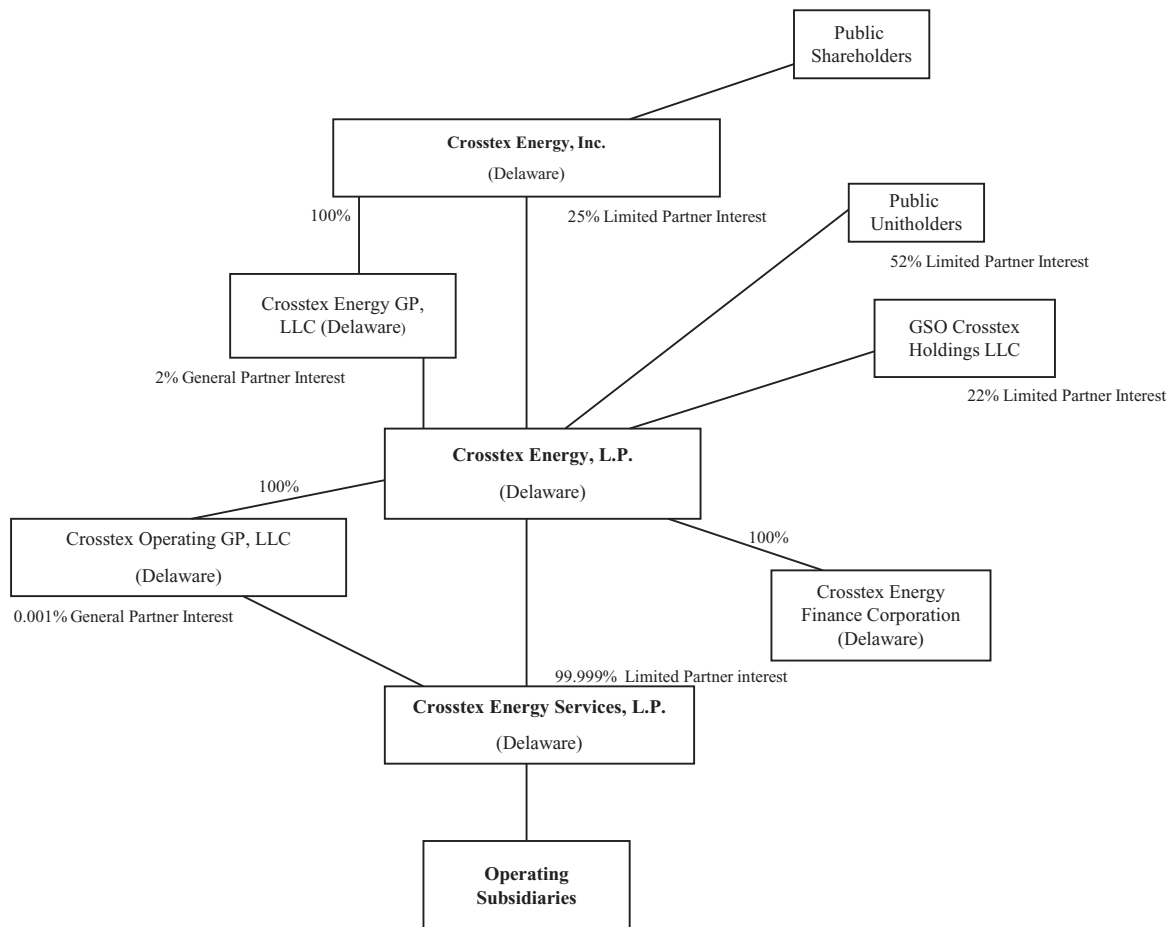 Public
Shareholders
Crosstex Energy, Inc.
(Delaware)
100%
25% Limited Partner Interest
Public
Unitholders
52% Limited Partner Interest
Crosstex Energy GP,
LLC (Delaware)
GSO Crosstex
Holdings LLC
2% General Partner Interest
22% Limited Partner Interest
Crosstex Energy, L.P.
(Delaware)
100%
Crosstex Operating GP, LLC
(Delaware)
100%
Crosstex Energy
Finance Corporation
(Delaware)
0.001% General Partner Interest
99.999% Limited Partner interest
Crosstex Energy Services, L.P.
(Delaware)
Operating
Subsidiaries